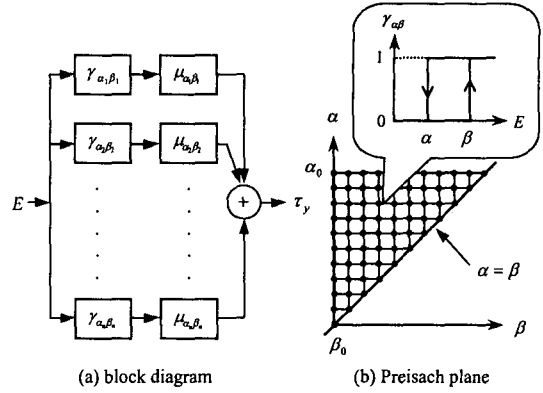 γα₁β₁ μα₁β₁
γα₂β₂ μα₂β₂
E + τy
γαₙβₙ μαₙβₙ
(a) block diagram
γαβ
1
0 α β E
α
α₀
α = β
β₀ β
(b) Preisach plane